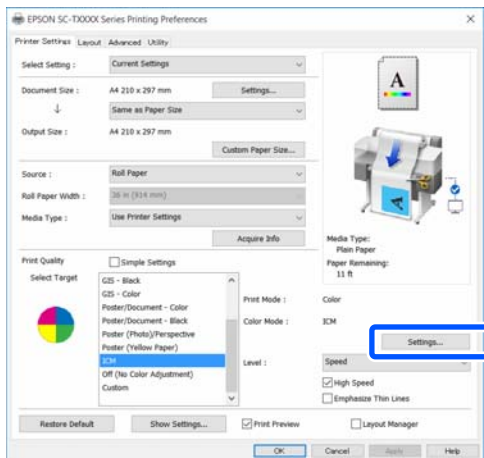 EPSON SC-TXXXX Series Printing Preferences
Printer Settings Layout Advanced Utility
Select Setting : Current Settings
Document Size : A4 210 x 297 mm Settings...
Same as Paper Size
Output Size : A4 210 x 297 mm
Custom Paper Size...
Source : Roll Paper
Roll Paper Width : 36 in (914 mm)
Media Type : Use Printer Settings
Acquire Info
A
A
Media Type:
Plain Paper
Paper Remaining:
11 ft
Print Quality Simple Settings
Select Target
GIS - Black
GIS - Color
Poster/Document - Color
Poster/Document - Black
Poster (Photo)/Perspective
Poster (Yellow Paper)
ICM
Off (No Color Adjustment)
Custom
Print Mode : Color
Color Mode : ICM
Settings...
Level : Speed
High Speed
Emphasize Thin Lines
Restore Default Show Settings... Print Preview Layout Manager
OK Cancel Apply Help